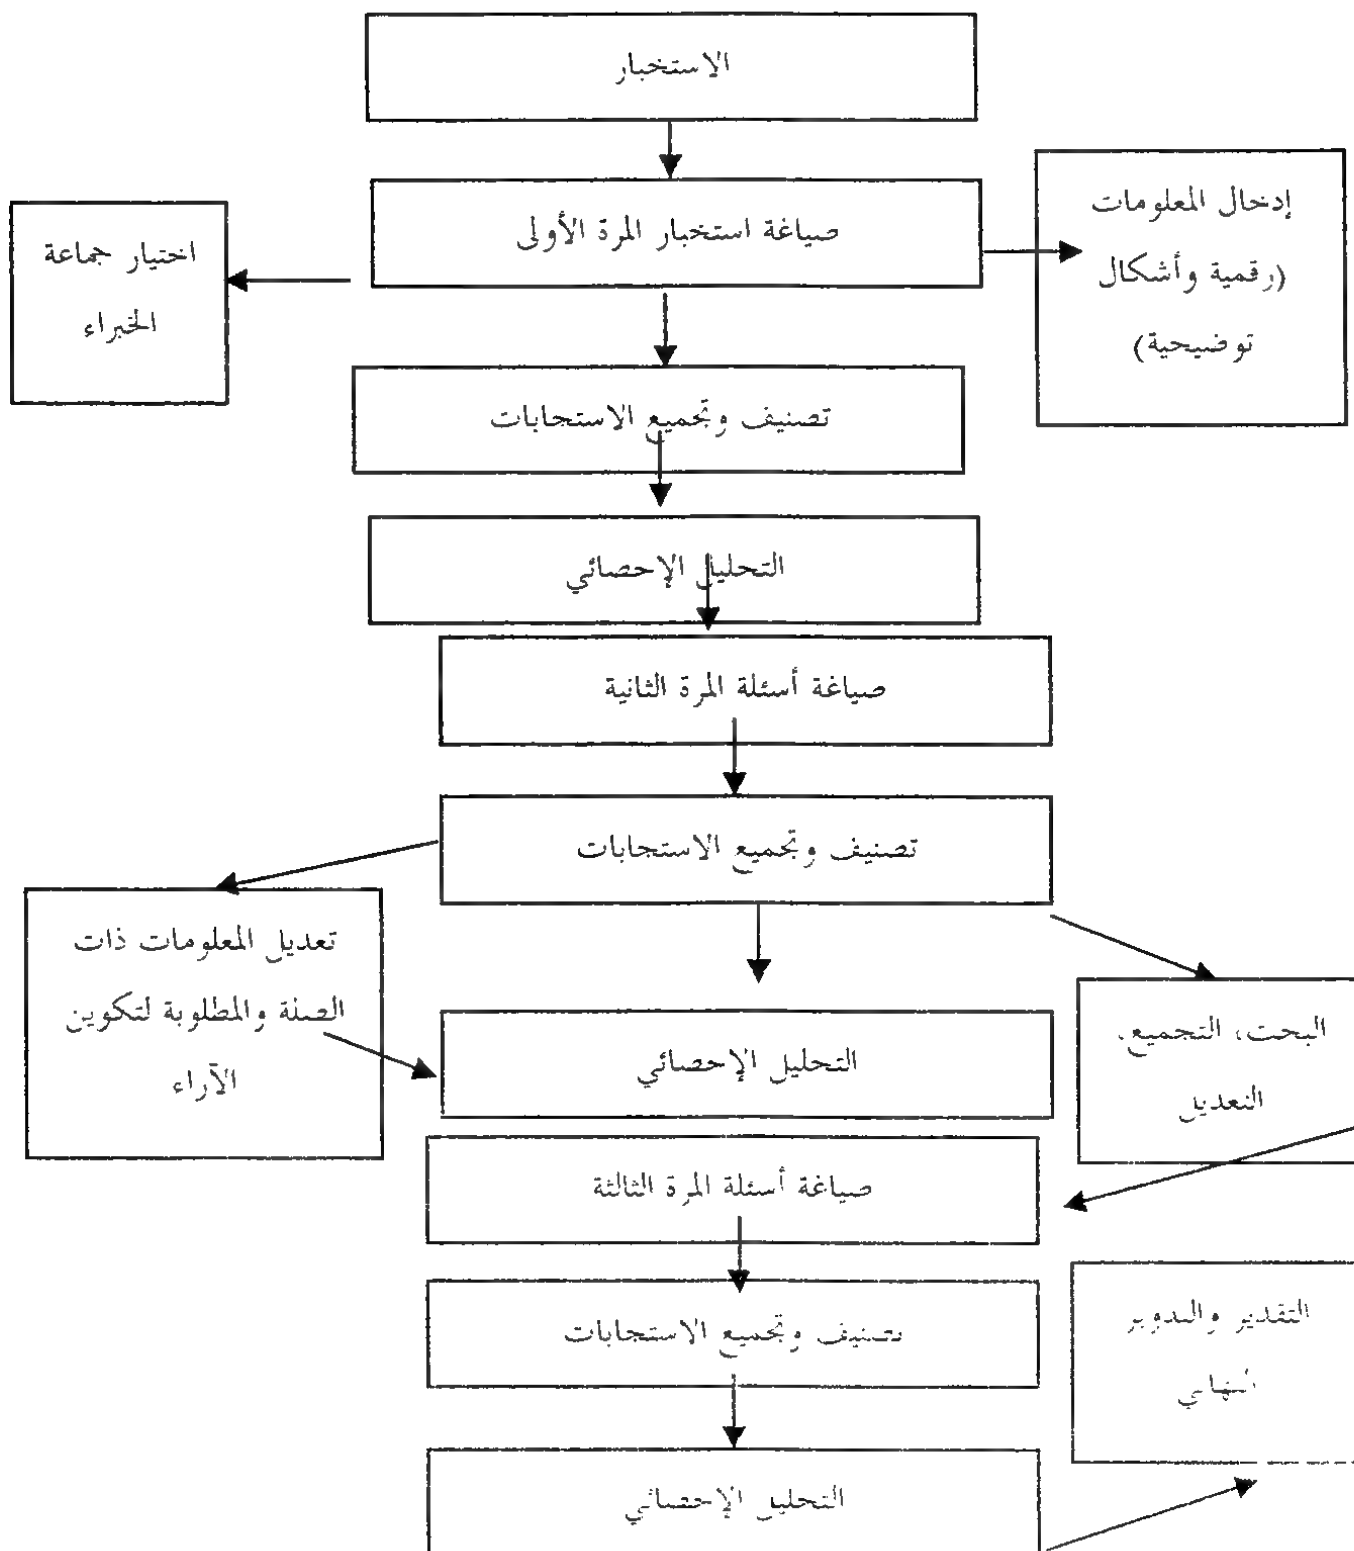 الاستخبار
صياغة استخبار المرة الأولى
إدخال المعلومات
(رقمية وأشكال
توضيحية)
اختيار جماعة
الخبراء
تصنيف وتجميع الاستجابات
التحليل الإحصائي
صياغة أسئلة المرة الثانية
تصنيف وتجميع الاستجابات
تعديل المعلومات ذات
الصلة والمطلوبة لتكوين
الآراء
البحث، التجميع،
التعديل
التحليل الإحصائي
صياغة أسئلة المرة الثالثة
تصنيف وتجميع الاستجابات
التقدير
النهائي
التحليل الإحصائي